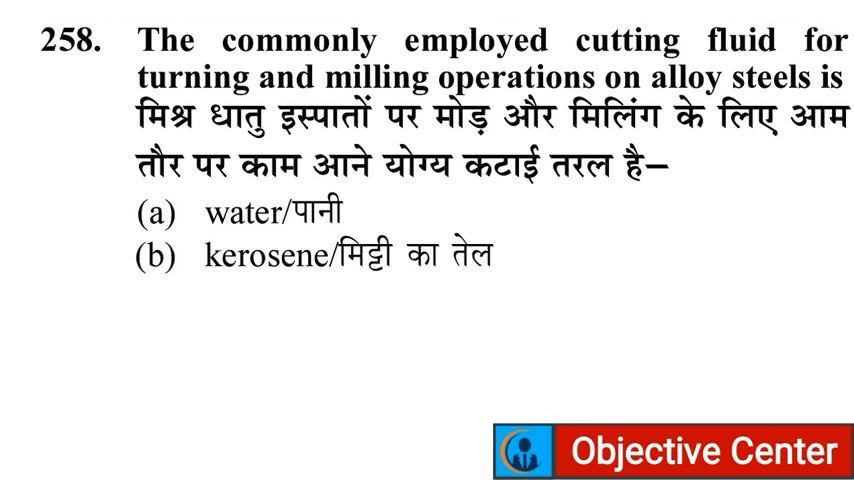 258. The commonly employed cutting fluid for
turning and milling operations on alloy steels is
मिश्र धातु इस्पातों पर मोड़ और मिलिंग के लिए आम
तौर पर काम आने योग्य कटाई तरल है–
(a) water/पानी
(b) kerosene/मिट्टी का तेल
Objective Center